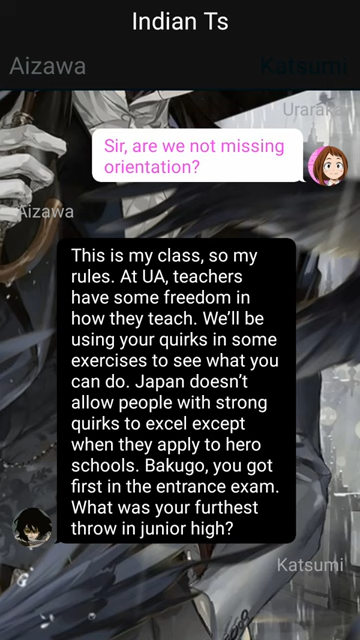 Indian Ts
Aizawa
Katsumi
Uraraka
Sir, are we not missing
orientation?
Aizawa
This is my class, so my
rules. At UA, teachers
have some freedom in
how they teach. We’ll be
using your quirks in some
exercises to see what you
can do. Japan doesn’t
allow people with strong
quirks to excel except
when they apply to hero
schools. Bakugo, you got
first in the entrance exam.
What was your furthest
throw in junior high?
Katsumi